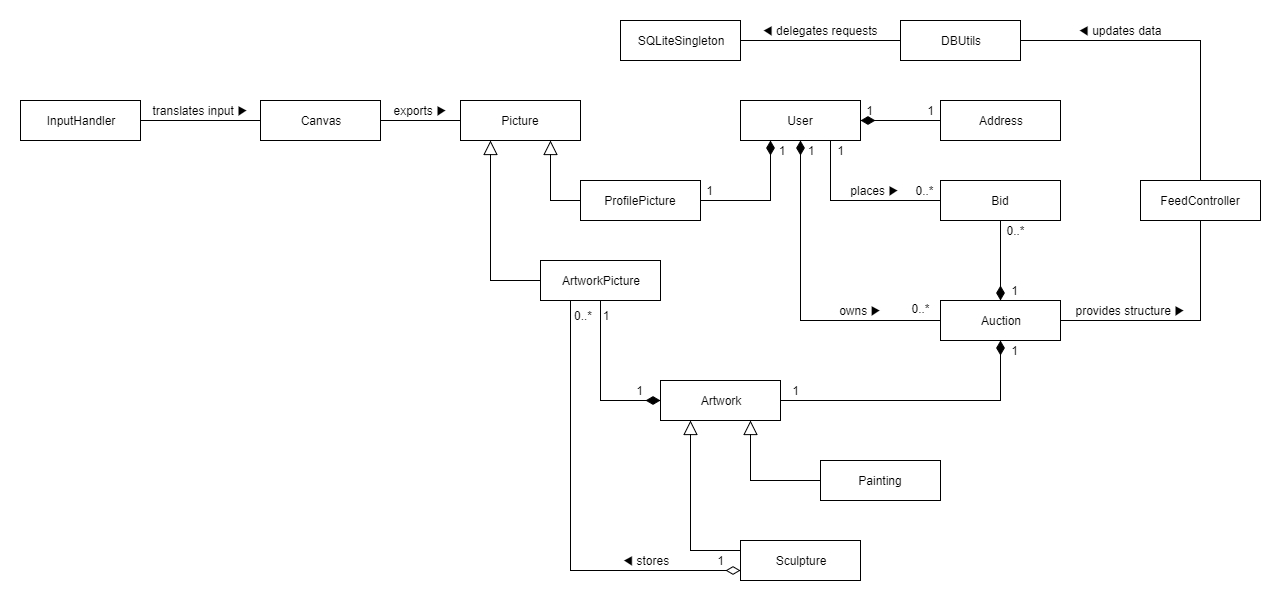 SQLiteSingleton
◀ delegates requests
DBUtils
◀ updates data
InputHandler
translates input ▶
Canvas
exports ▶
Picture
User
1
1
Address
1
1
1
ProfilePicture
1
places ▶
0..*
Bid
FeedController
0..*
ArtworkPicture
1
0..*
1
owns ▶
0..*
Auction
provides structure ▶
1
1
Artwork
1
Painting
◀ stores
1
Sculpture